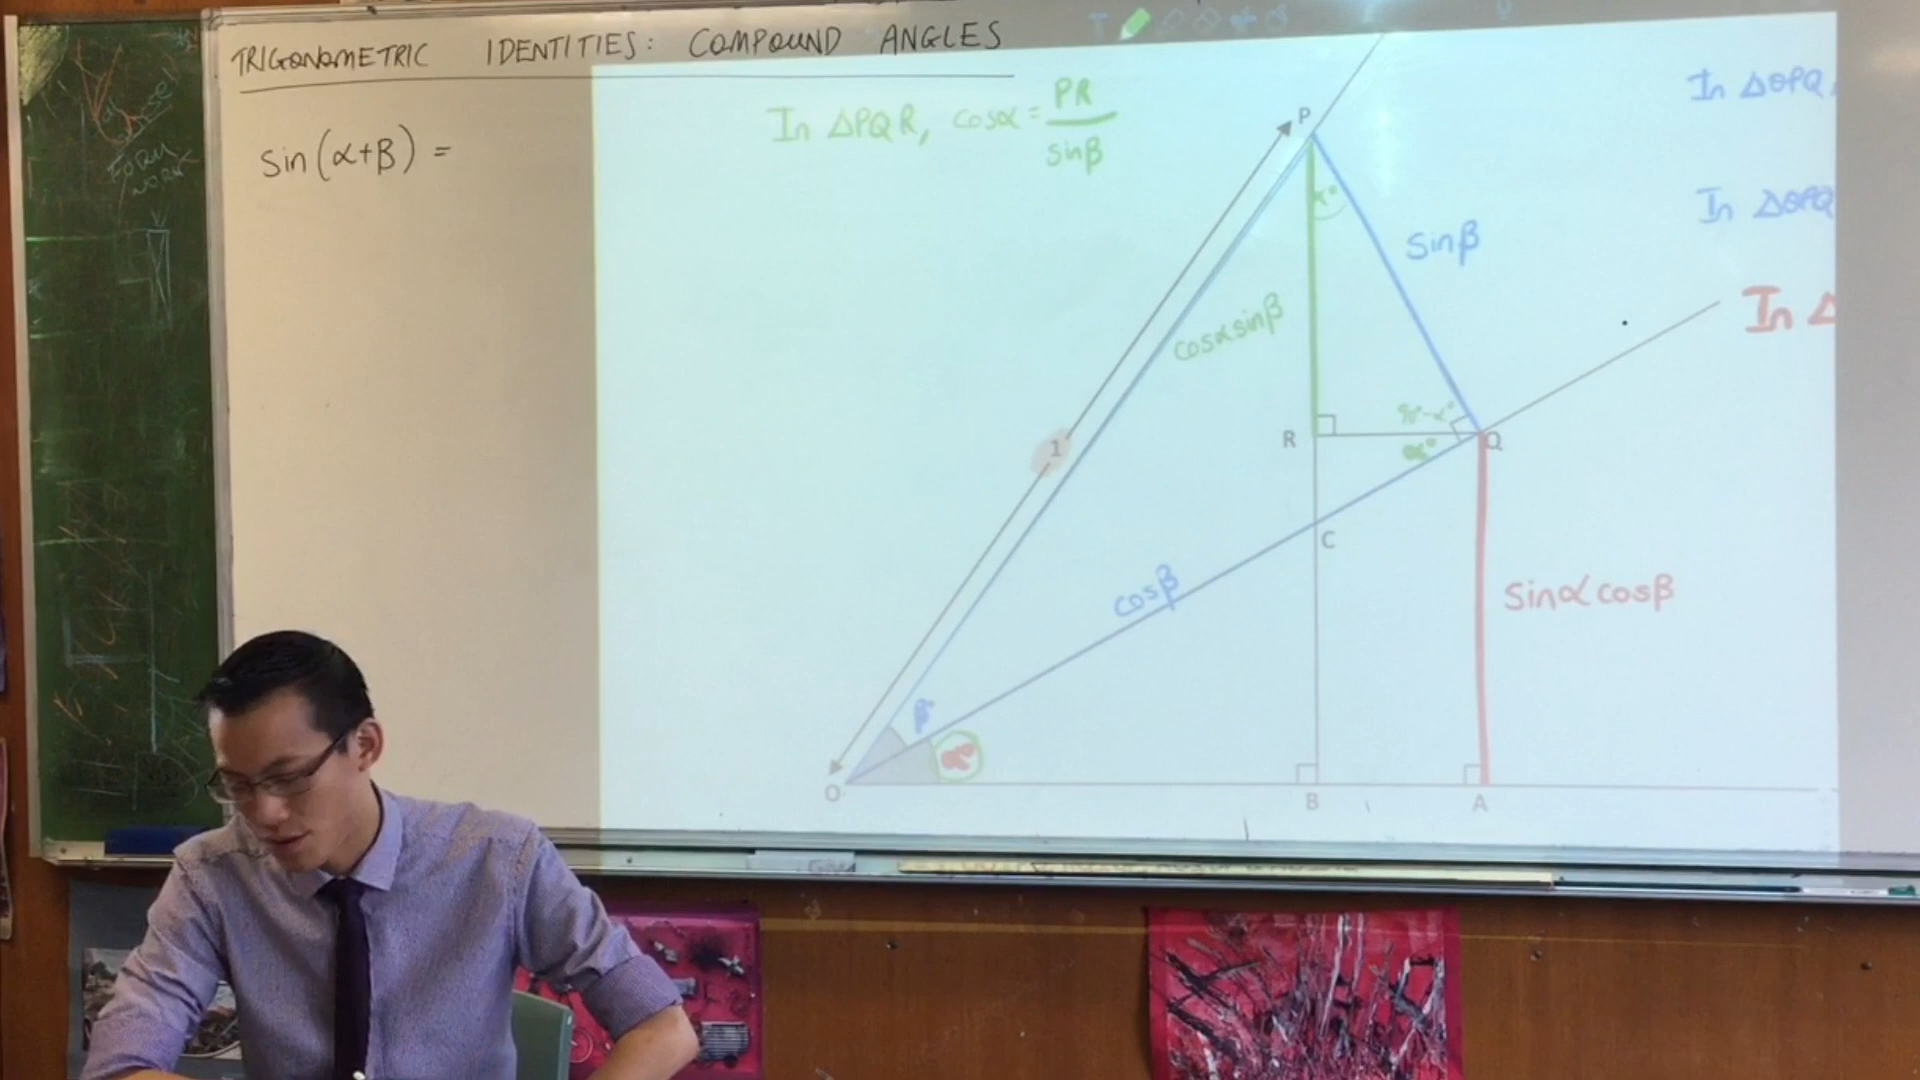 TRIGONOMETRIC IDENTITIES: COMPOUND ANGLES
sin(α+β) =
In ΔPQR, cosα = PR
sinβ
In ΔOPQ,
In ΔOPQ
In Δ
P
α°
sinβ
cosαsinβ
1
R
90°-α°
α°
Q
C
cosβ
sinαcosβ
β°
α
O
B
A